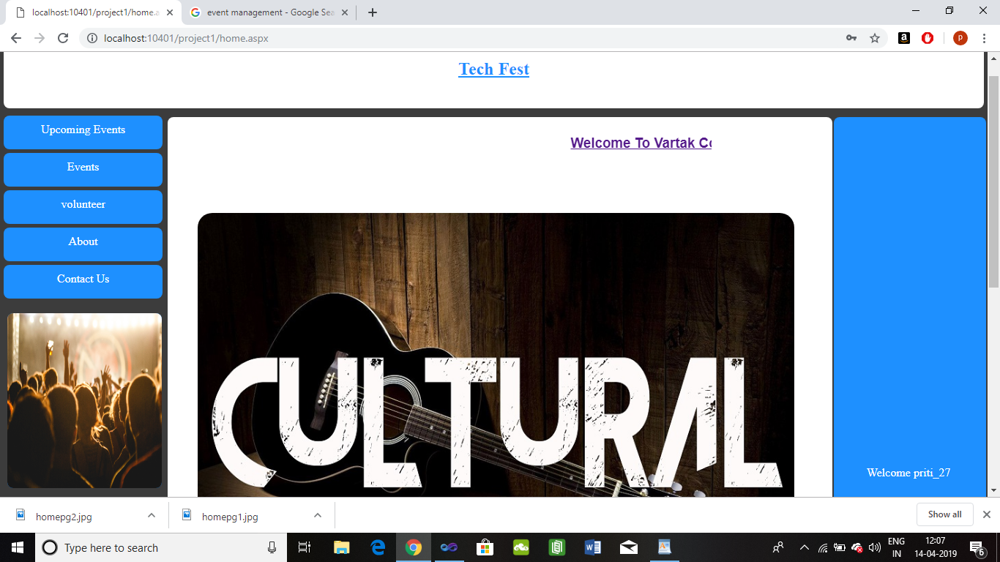 localhost:10401/project1/home.a
event management - Google Sea
localhost:10401/project1/home.aspx
a
p
Tech Fest
Upcoming Events
Events
volunteer
About
Contact Us
Welcome To Vartak Co
CULTURAL
Welcome priti_27
homepg2.jpg
homepg1.jpg
Show all
Type here to search
ENG
IN
12:07
14-04-2019
6